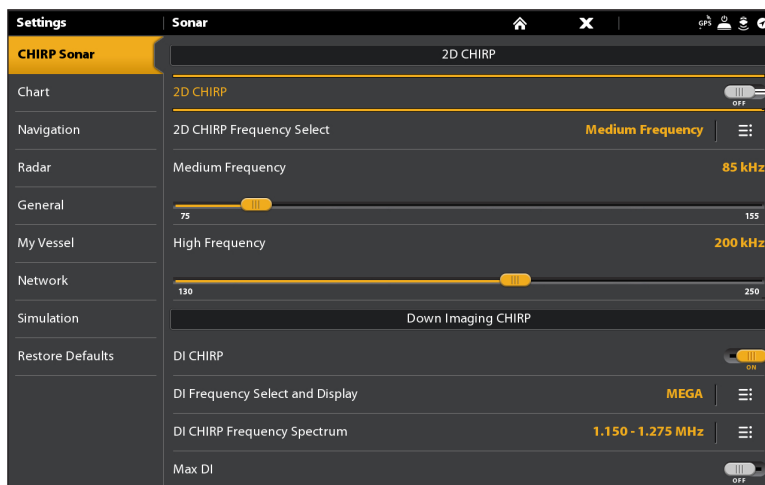 Settings
Sonar
X
GPS
CHIRP Sonar
2D CHIRP
Chart
2D CHIRP
OFF
Navigation
2D CHIRP Frequency Select
Medium Frequency
Radar
Medium Frequency
85 kHz
General
75
155
My Vessel
High Frequency
200 kHz
Network
130
250
Simulation
Down Imaging CHIRP
Restore Defaults
DI CHIRP
ON
DI Frequency Select and Display
MEGA
DI CHIRP Frequency Spectrum
1.150 - 1.275 MHz
Max DI
OFF